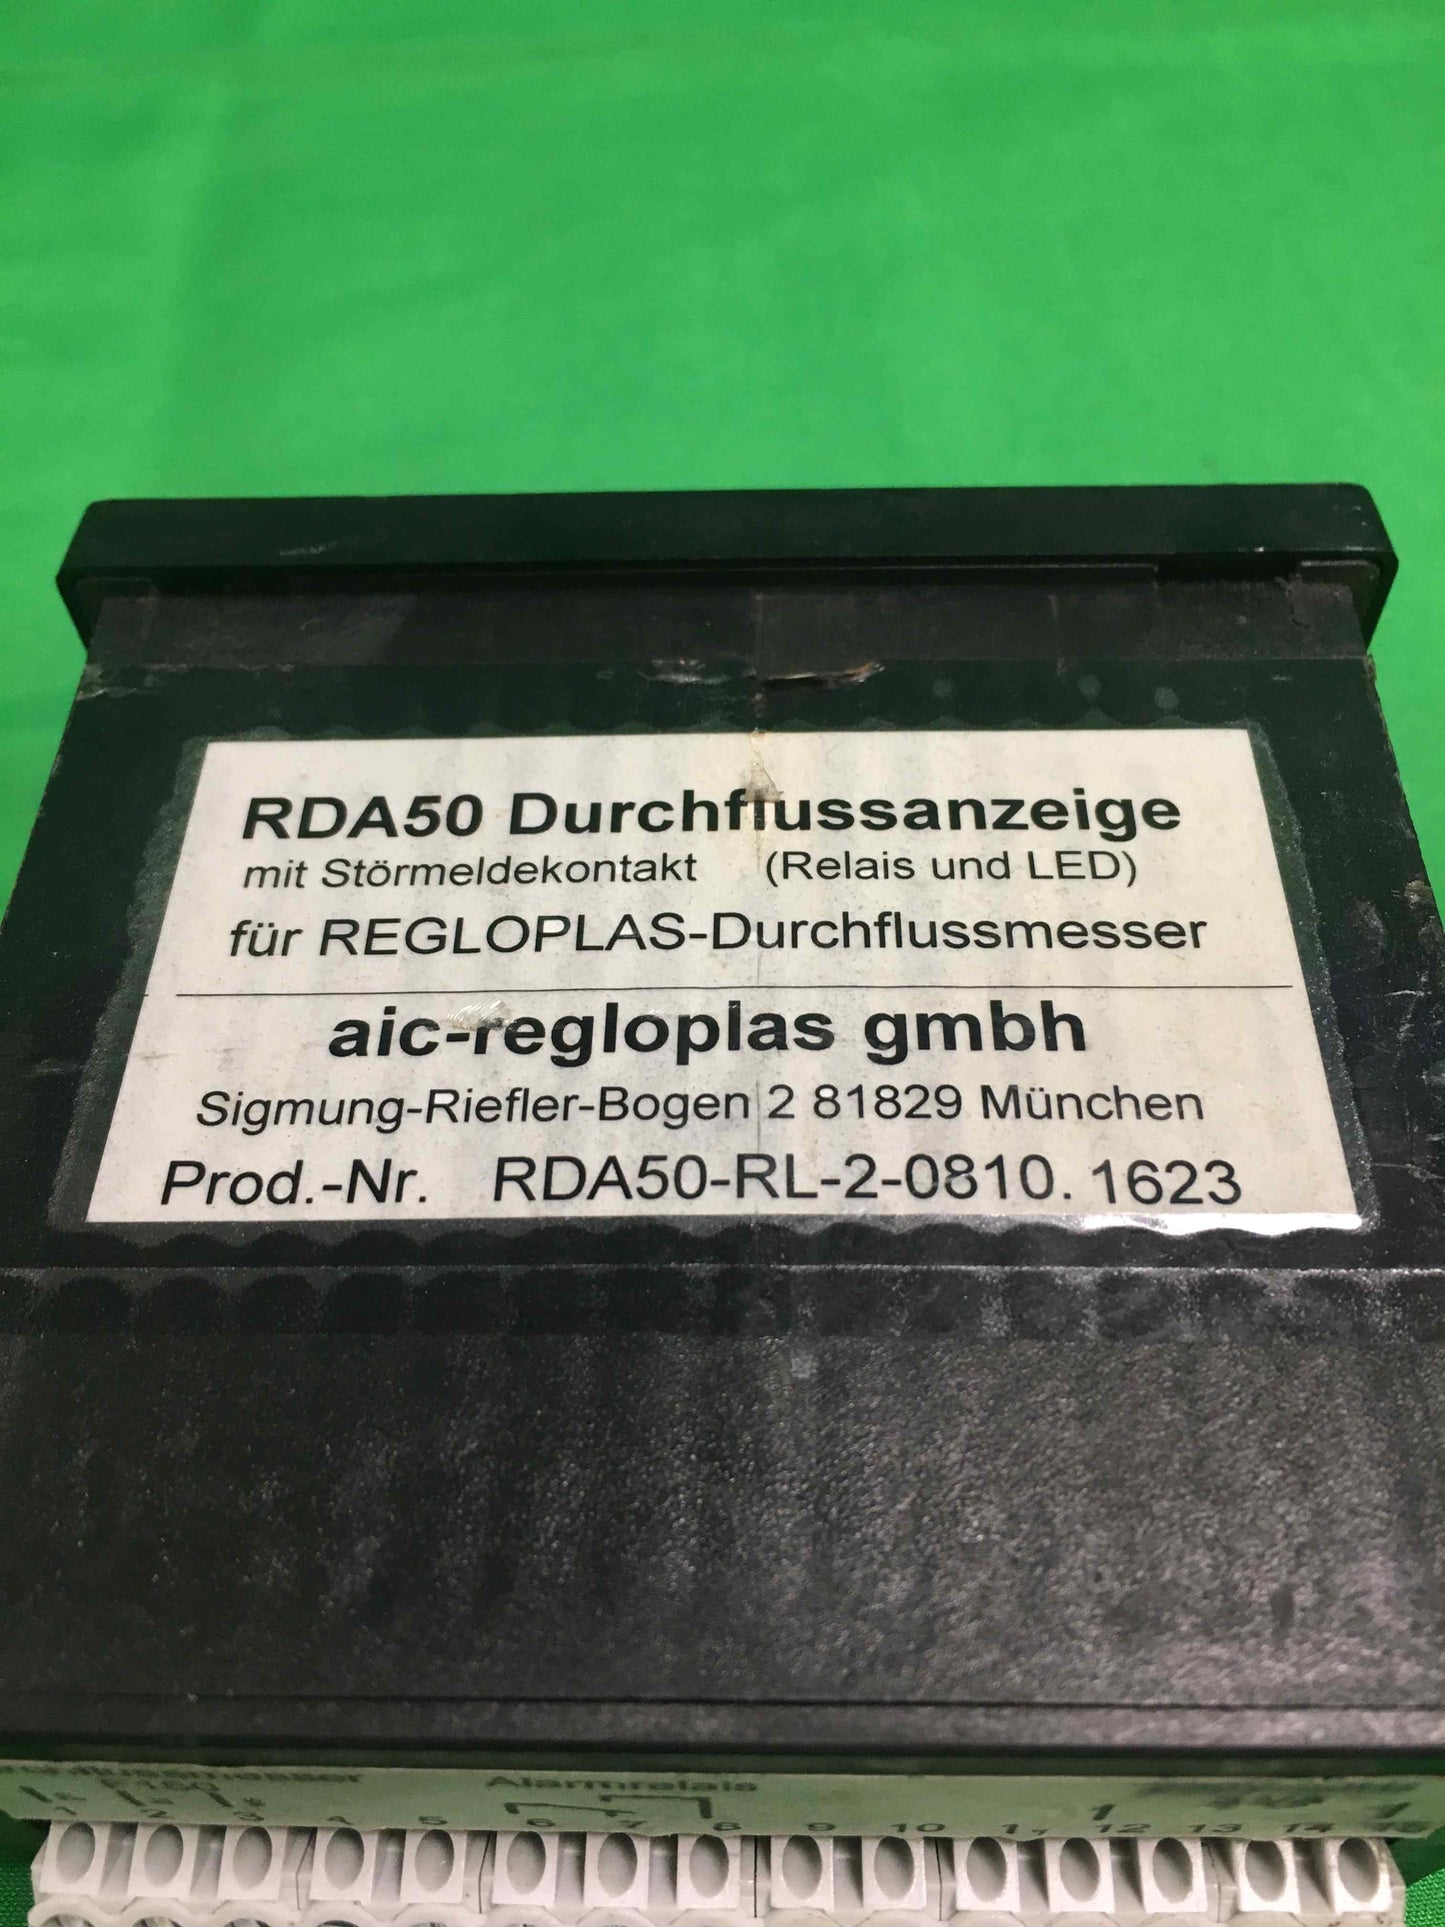 RDA50 Durchflussanzeige
mit Störmeldekontakt (Relais und LED)
für REGLOPLAS-Durchflussmesser
aic-regloplas gmbh
Sigmung-Riefler-Bogen 2 81829 München
Prod.-Nr. RDA50-RL-2-0810. 1623
Alarmrelais
1 2 3 4 5 6 7 8 9 10 12 13 14